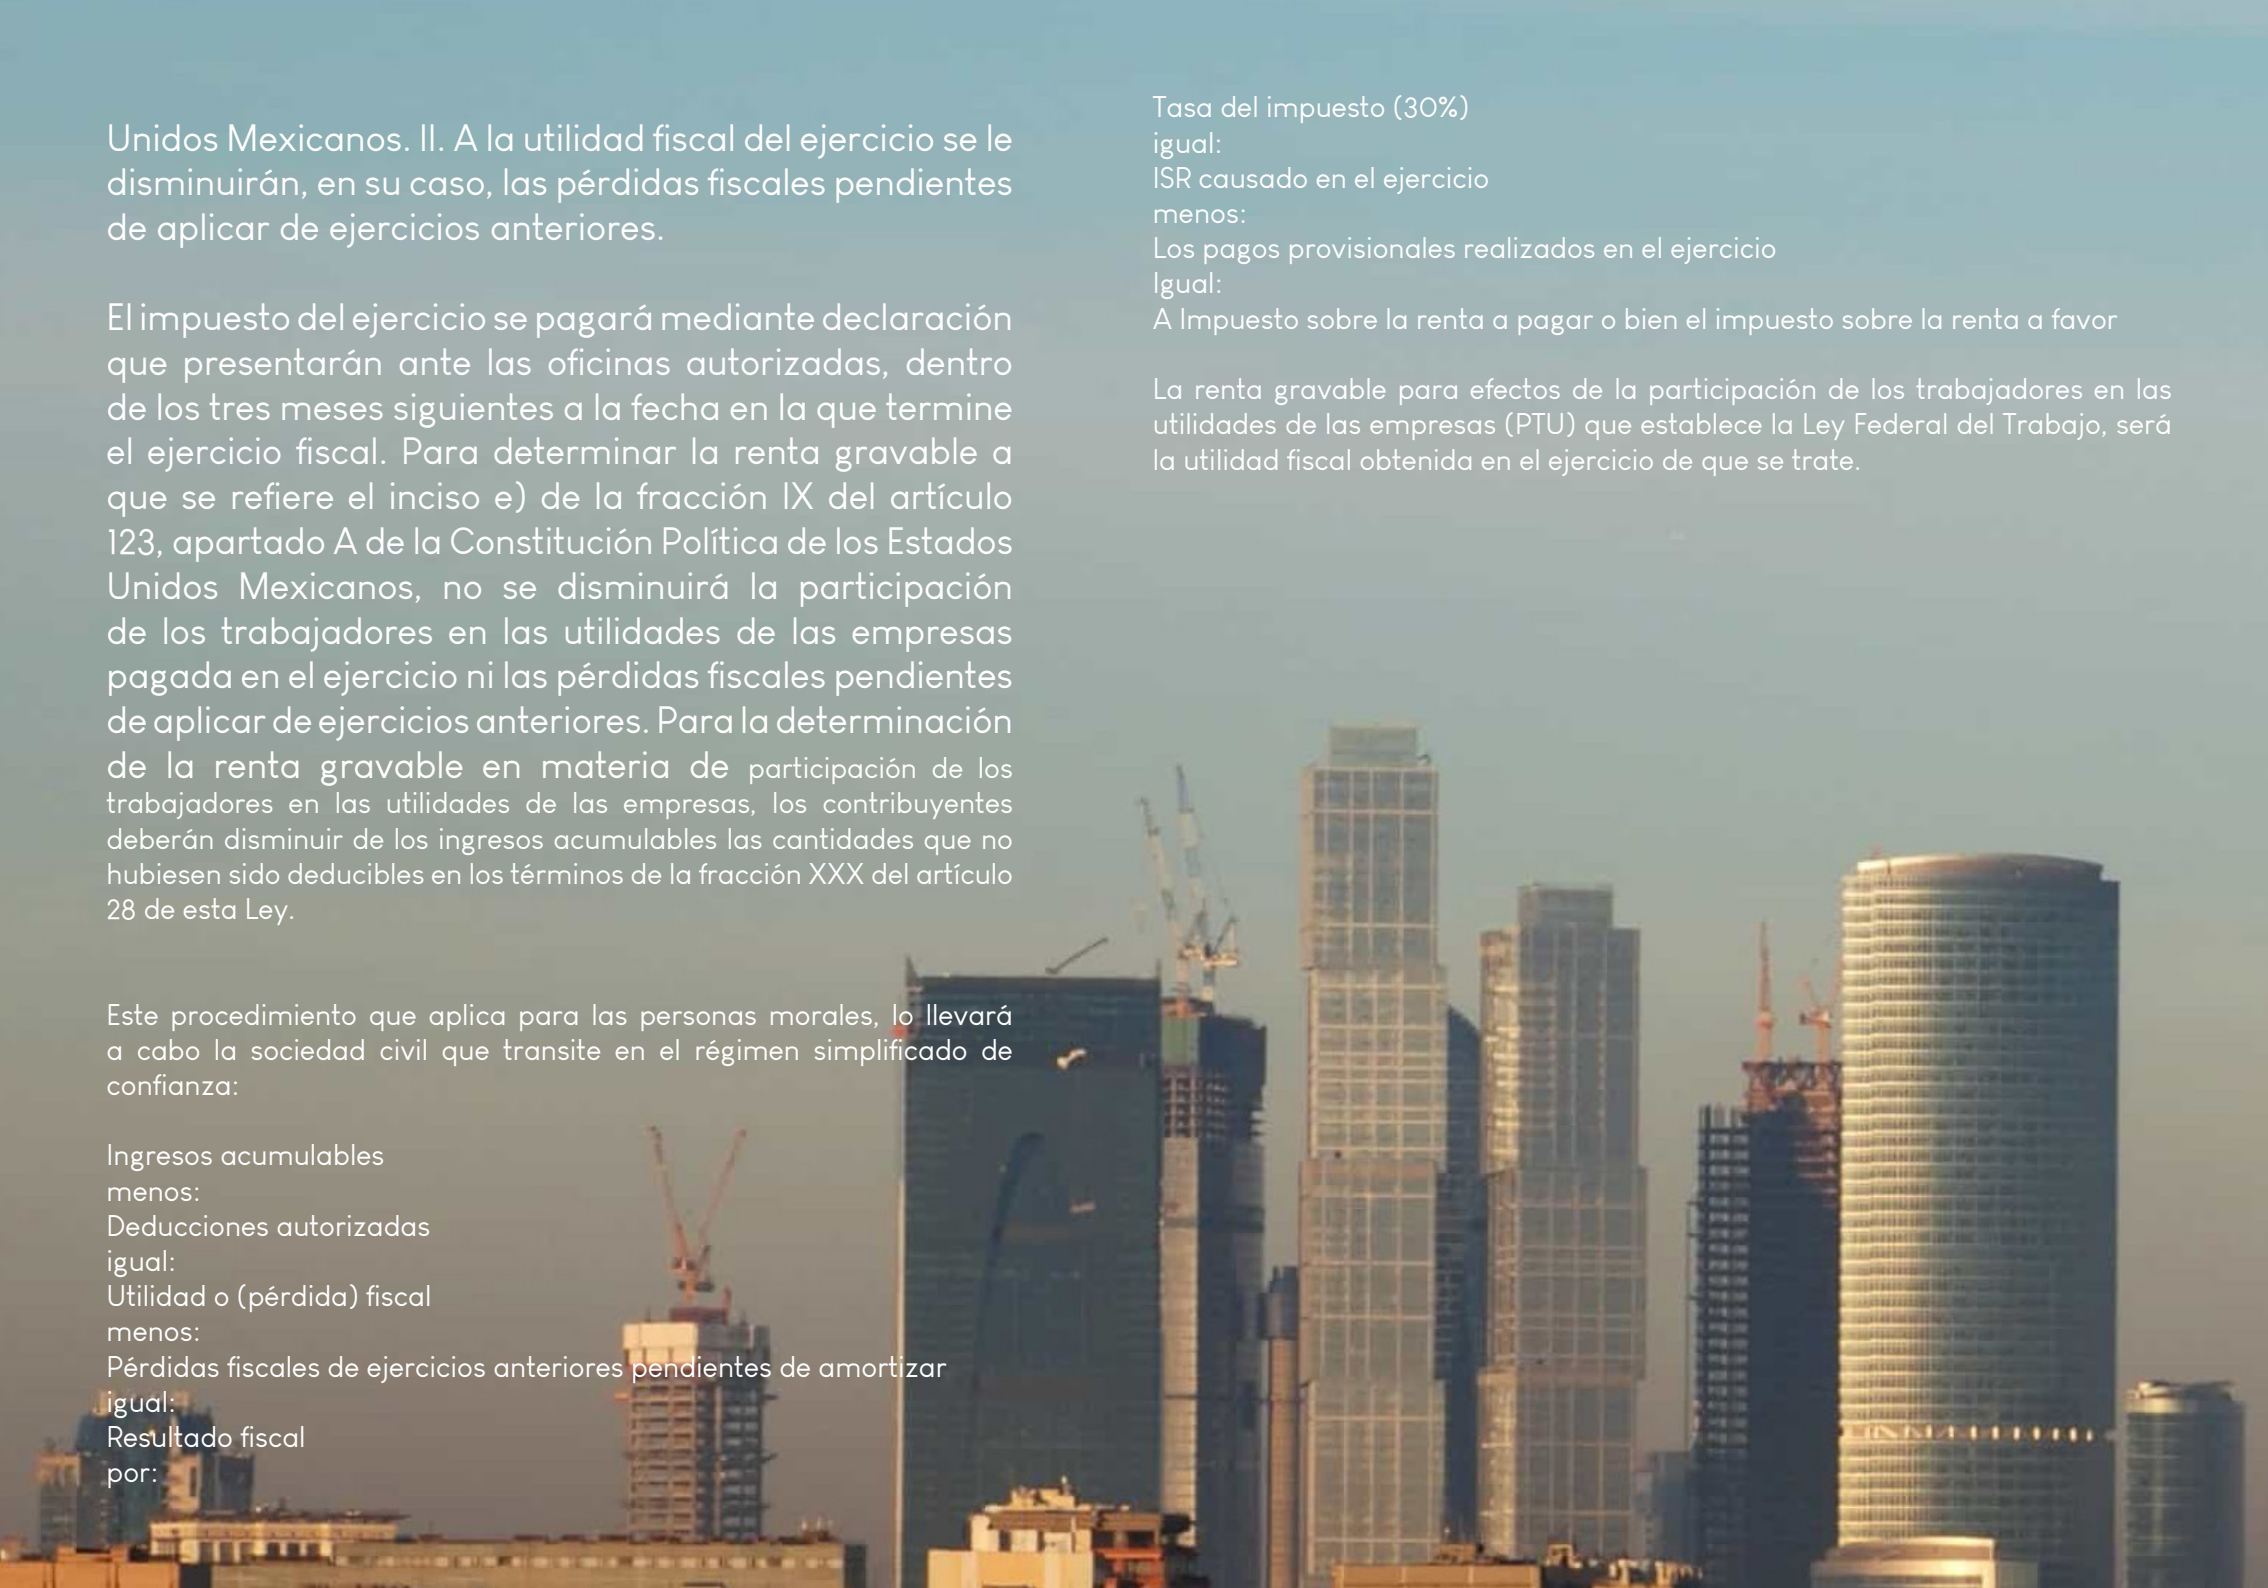 Unidos Mexicanos. II. A la utilidad fiscal del ejercicio se le
disminuirán, en su caso, las pérdidas fiscales pendientes
de aplicar de ejercicios anteriores.
El impuesto del ejercicio se pagará mediante declaración
que presentarán ante las oficinas autorizadas, dentro
de los tres meses siguientes a la fecha en la que termine
el ejercicio fiscal. Para determinar la renta gravable a
que se refiere el inciso e) de la fracción IX del artículo
123, apartado A de la Constitución Política de los Estados
Unidos Mexicanos, no se disminuirá la participación
de los trabajadores en las utilidades de las empresas
pagada en el ejercicio ni las pérdidas fiscales pendientes
de aplicar de ejercicios anteriores. Para la determinación
de la renta gravable en materia de participación de los
trabajadores en las utilidades de las empresas, los contribuyentes
deberán disminuir de los ingresos acumulables las cantidades que no
hubiesen sido deducibles en los términos de la fracción XXX del artículo
28 de esta Ley.
Este procedimiento que aplica para las personas morales, lo llevará
a cabo la sociedad civil que transite en el régimen simplificado de
confianza:
Ingresos acumulables
menos:
Deducciones autorizadas
igual:
Utilidad o (pérdida) fiscal
menos:
Pérdidas fiscales de ejercicios anteriores pendientes de amortizar
igual:
Resultado fiscal
por:
Tasa del impuesto (30%)
igual:
ISR causado en el ejercicio
menos:
Los pagos provisionales realizados en el ejercicio
Igual:
A Impuesto sobre la renta a pagar o bien el impuesto sobre la renta a favor
La renta gravable para efectos de la participación de los trabajadores en las
utilidades de las empresas (PTU) que establece la Ley Federal del Trabajo, será
la utilidad fiscal obtenida en el ejercicio de que se trate.